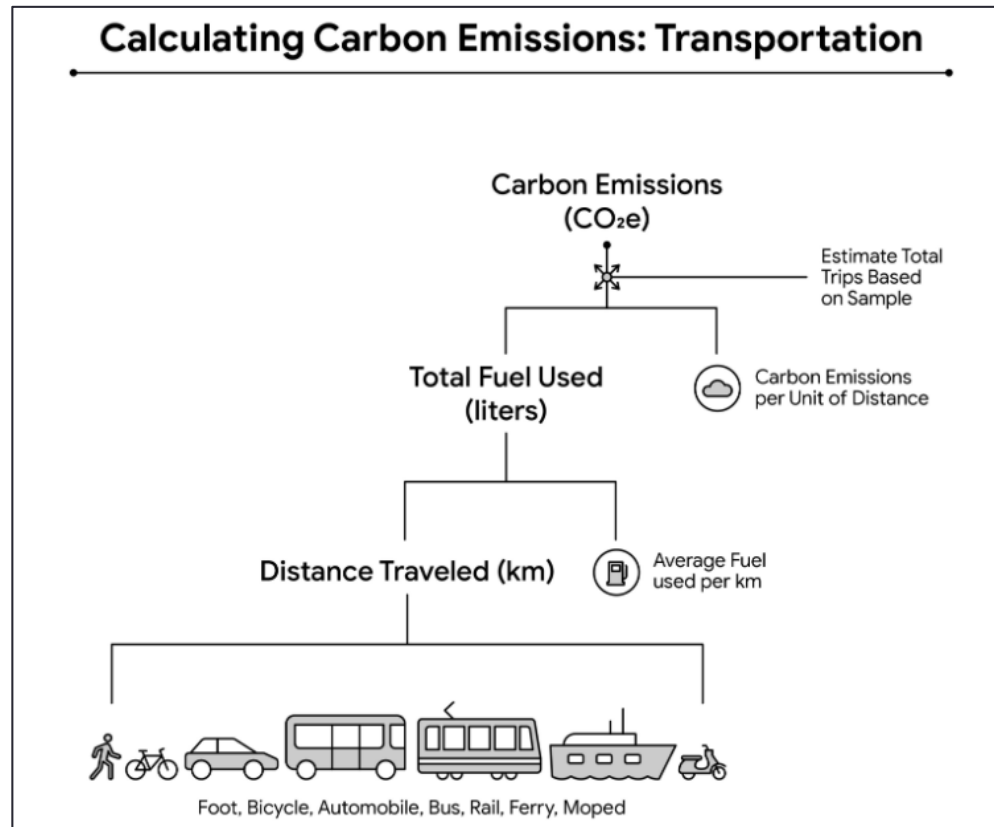 Calculating Carbon Emissions: Transportation
Carbon Emissions
(CO₂e)
Estimate Total
Trips Based
on Sample
Total Fuel Used
(liters)
Carbon Emissions
per Unit of Distance
Distance Traveled (km)
Average Fuel
used per km
Foot, Bicycle, Automobile, Bus, Rail, Ferry, Moped